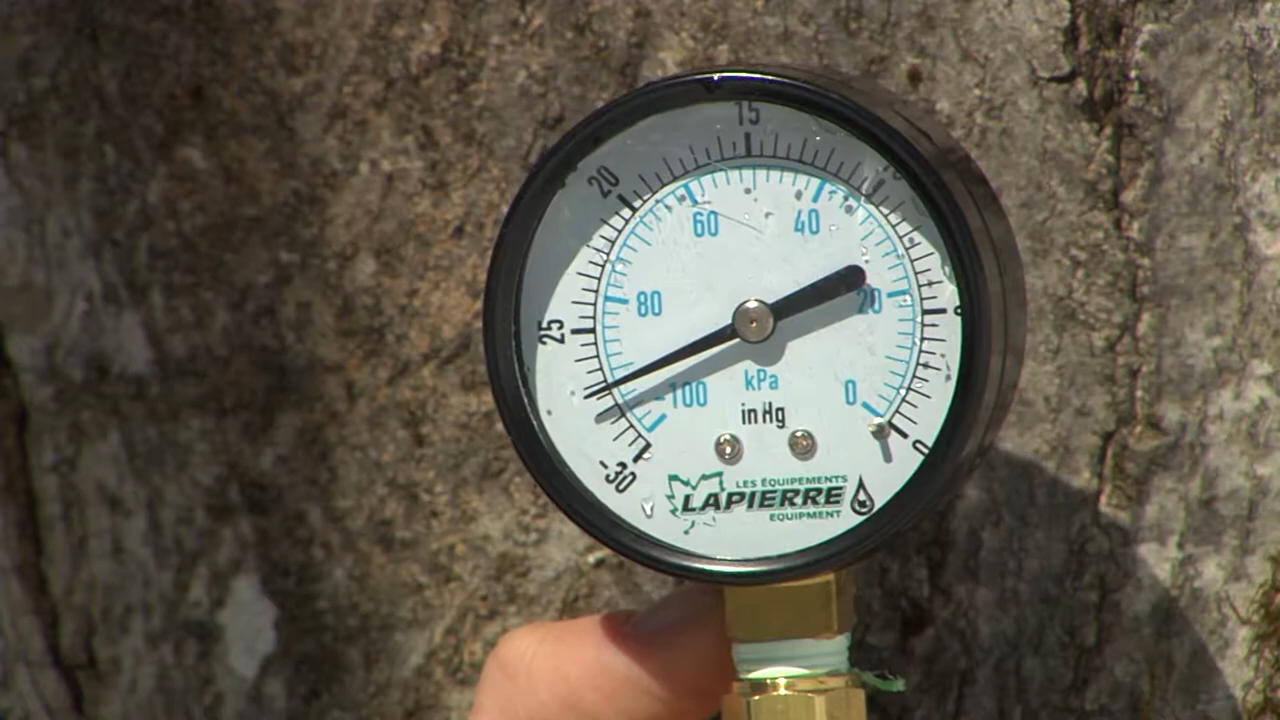 15
20
60
40
80
20
25
-100
kPa
0
in Hg
-30
0
LES ÉQUIPEMENTS
LAPIERRE
EQUIPMENT